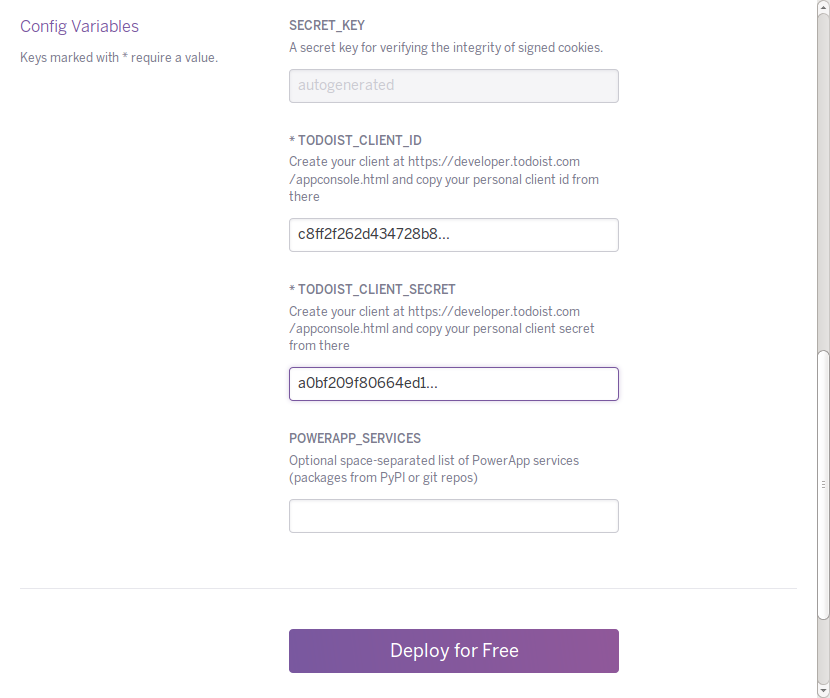 Config Variables
Keys marked with * require a value.
SECRET_KEY
A secret key for verifying the integrity of signed cookies.
autogenerated
* TODOIST_CLIENT_ID
Create your client at https://developer.todoist.com
/appconsole.html and copy your personal client id from
there
c8ff2f262d434728b8...
* TODOIST_CLIENT_SECRET
Create your client at https://developer.todoist.com
/appconsole.html and copy your personal client secret
from there
a0bf209f80664ed1...
POWERAPP_SERVICES
Optional space-separated list of PowerApp services
(packages from PyPI or git repos)
Deploy for Free